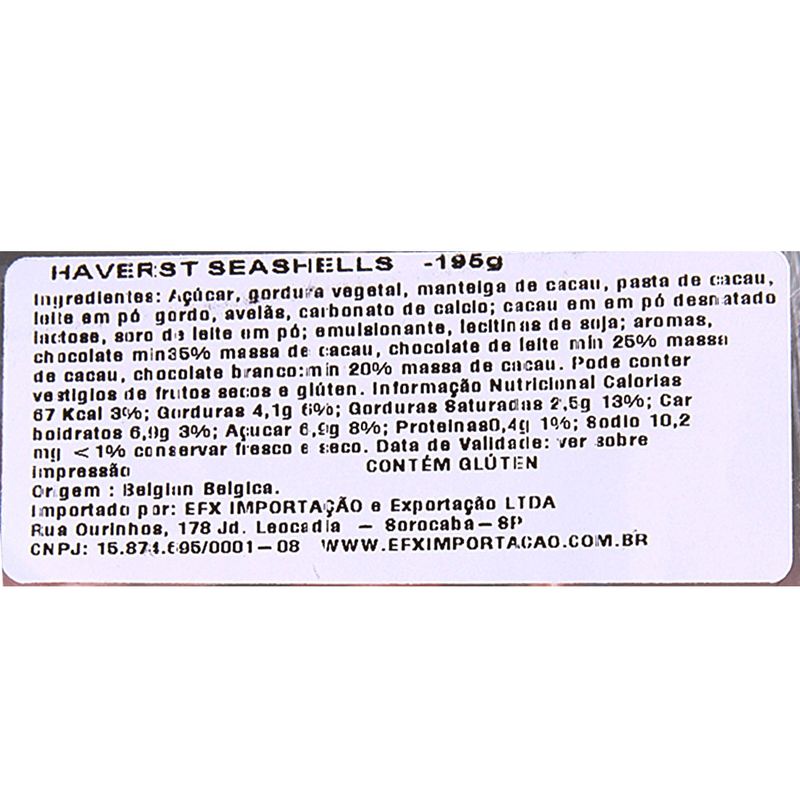 HAVERST SEASHELLS -195g
Ingredientes: Açúcar, gordura vegetal, manteiga de cacau, pasta de cacau,
leite em pó gordo, avelãs, carbonato de calcio; cacau em em pó desnatado
lactose, soro de leite em pó; emulsionante, lecitinas de soja; aromas,
chocolate min35% massa de cacau, chocolate de leite min 25% massa
de cacau, chocolate branco:min 20% massa de cacau. Pode conter
vestigios de frutos secos e glúten. Informação Nutricional Calorias
67 Kcal 3%; Gorduras 4,1g 6%; Gorduras Saturadas 2,5g 13%; Car
boidratos 6,9g 3%; Açucar 6,9g 8%; Proteinas0,4g 1%; Sodio 10,2
mg <1% conservar fresco e seco. Data de Validade: ver sobre
impressão CONTÉM GLÚTEN
Origem : Belgian Belgica.
Importado por: EFX IMPORTAÇÃO e Exportação LTDA
Rua Ourinhos, 178 Jd. Leocadia – Sorocaba – SP
CNPJ: 15.874.695/0001–08 WWW.EFXIMPORTACAO.COM.BR